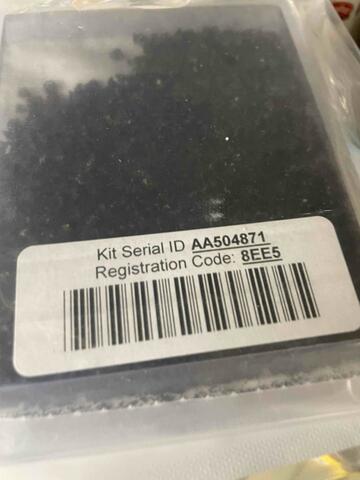 Kit Serial ID AA504871
Registration Code: 8EE5